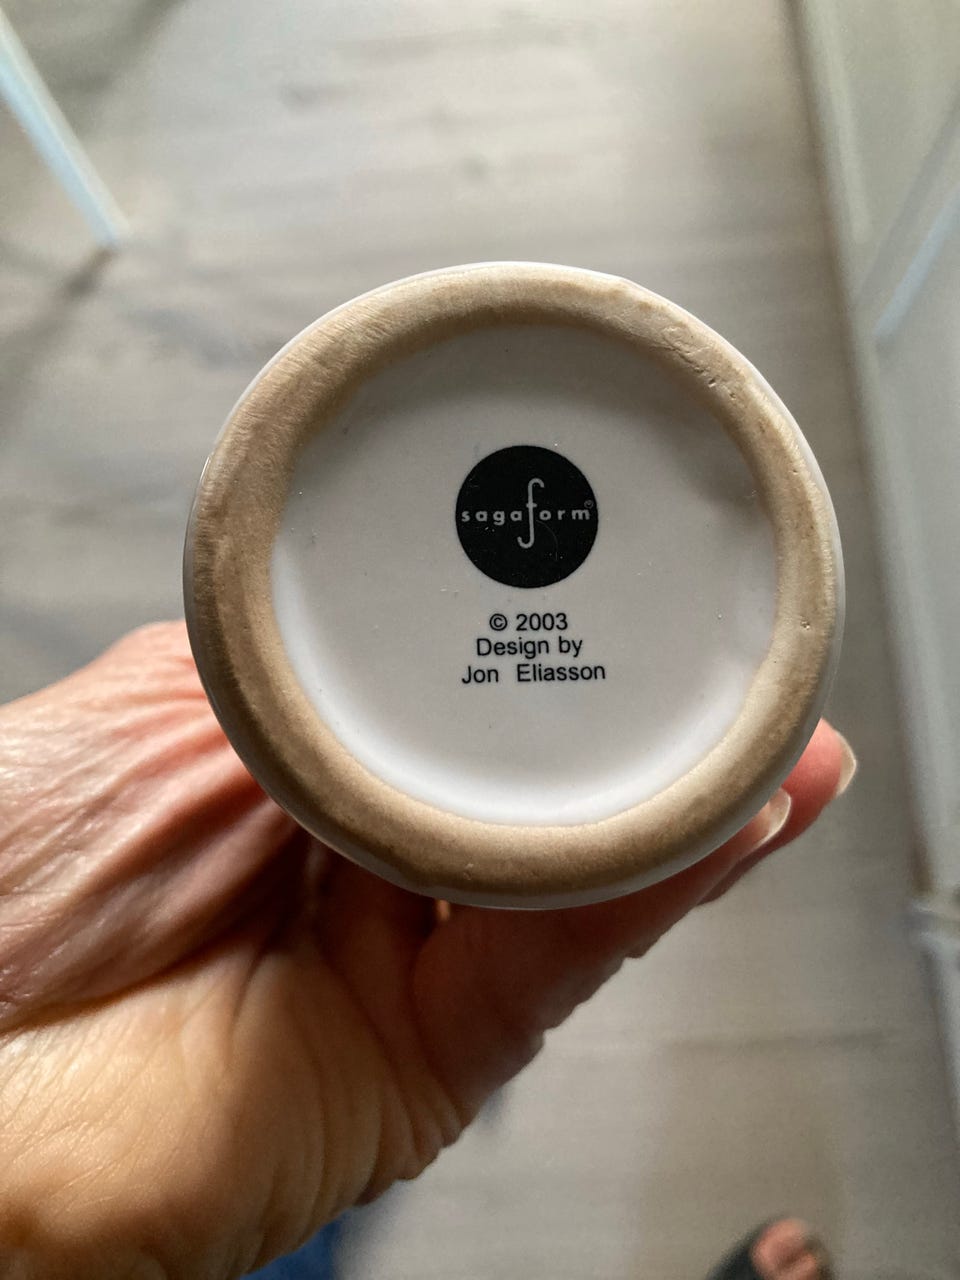 sagaform®
© 2003
Design by
Jon Eliasson